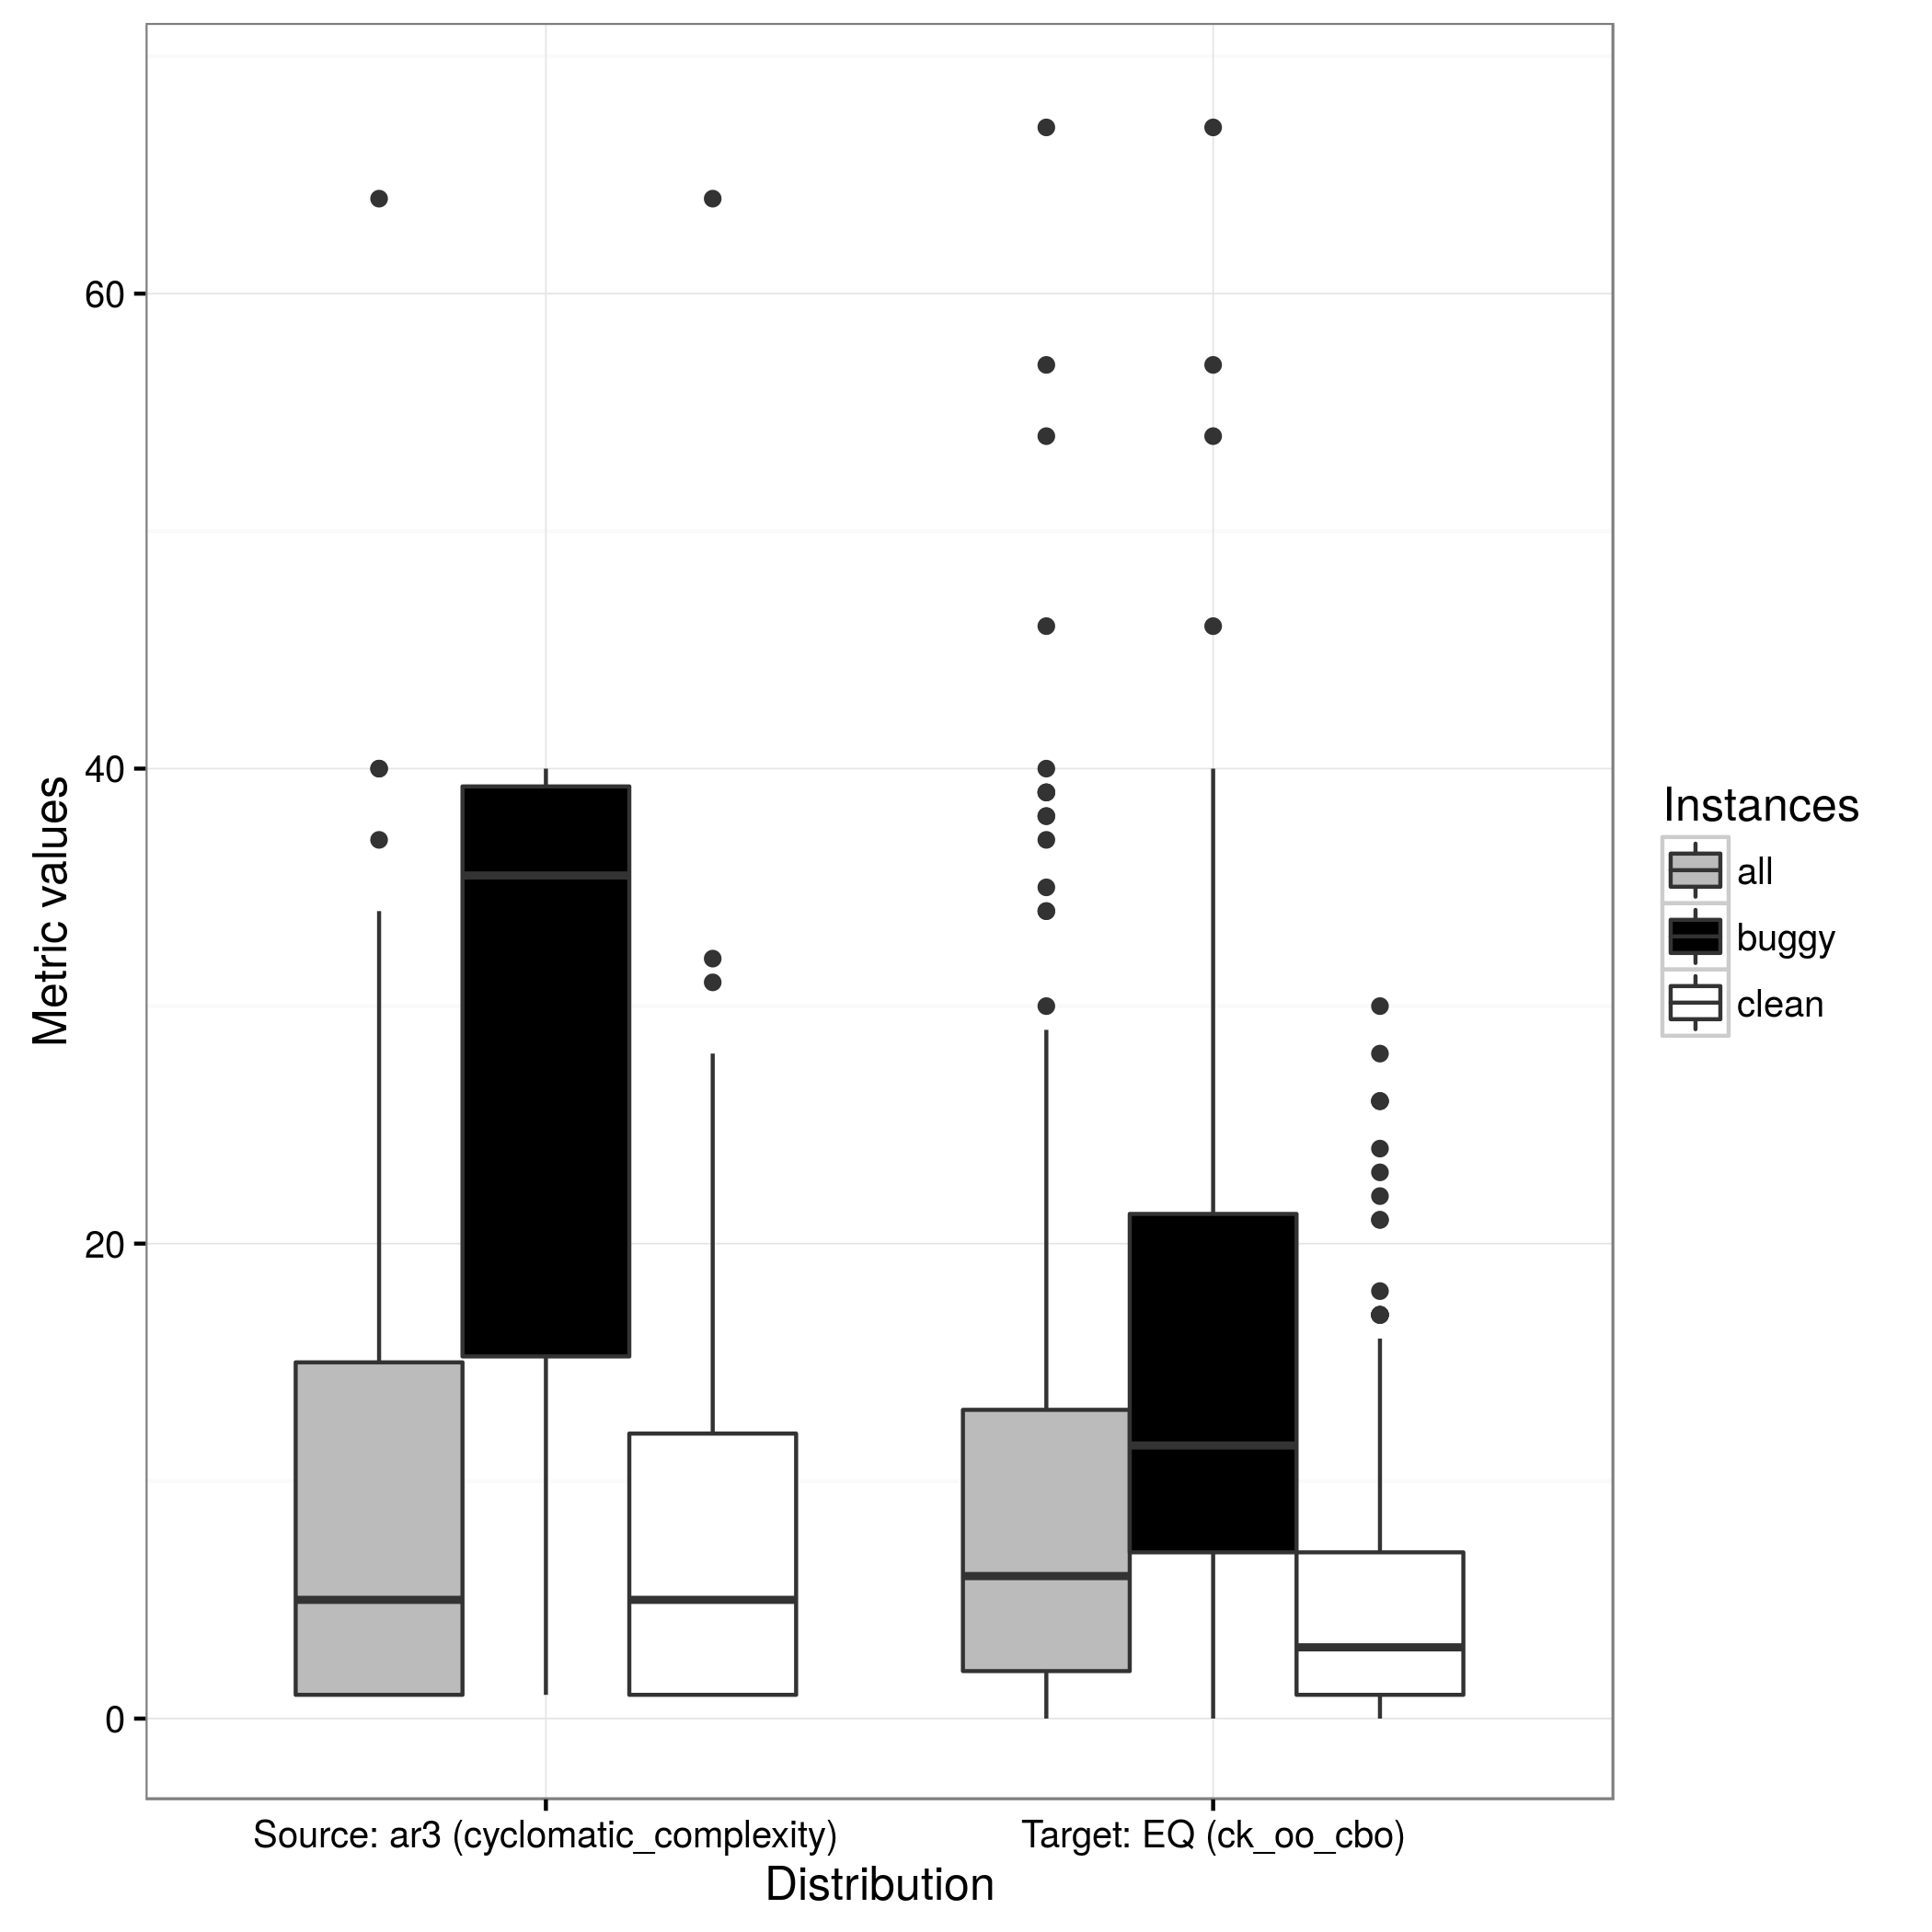 Metric values
60
40
20
0
Source: ar3 (cyclomatic_complexity)
Target: EQ (ck_oo_cbo)
Distribution
Instances
all
buggy
clean